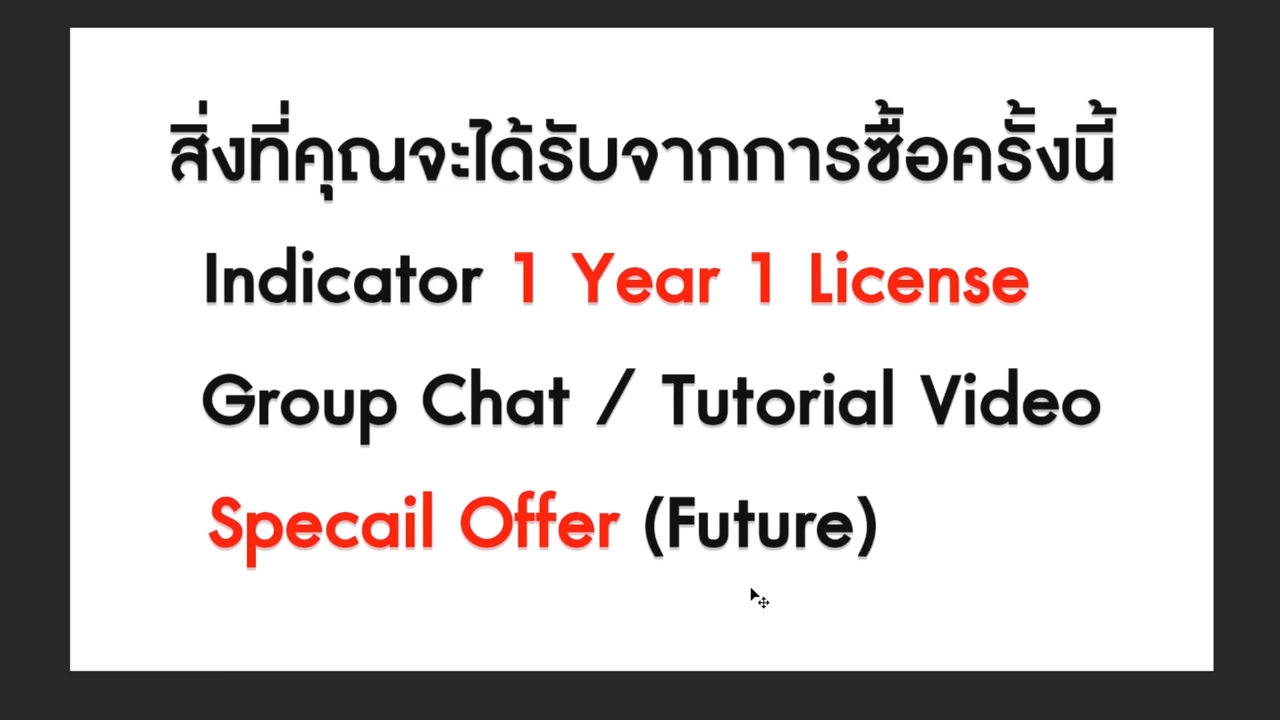 สิ่งที่คุณจะได้รับจากการซื้อครั้งนี้
Indicator 1 Year 1 License
Group Chat / Tutorial Video
Specail Offer (Future)